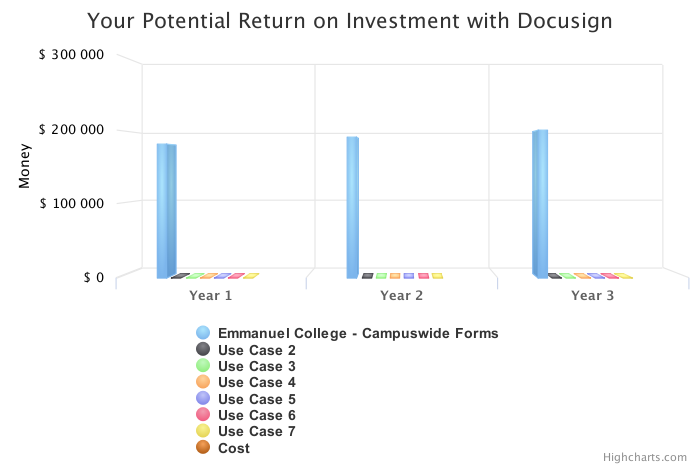 Your Potential Return on Investment with Docusign
$ 300 000
$ 200 000
$ 100 000
$ 0
Money
Year 1
Year 2
Year 3
Emmanuel College - Campuswide Forms
Use Case 2
Use Case 3
Use Case 4
Use Case 5
Use Case 6
Use Case 7
Cost
Highcharts.com